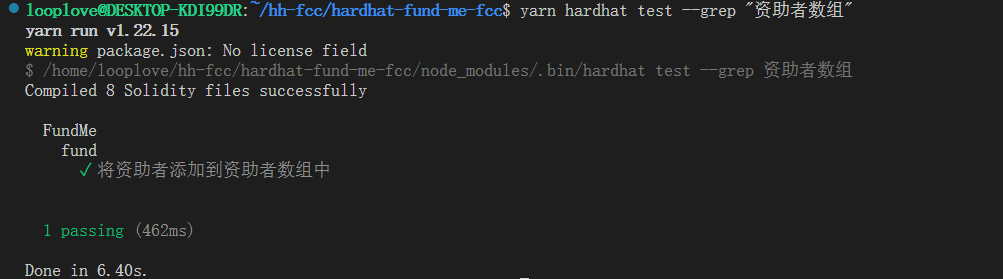 looplove@DESKTOP-KDI99DR:~/hh-fcc/hardhat-fund-me-fcc$ yarn hardhat test --grep "资助者数组"
yarn run v1.22.15
warning package.json: No license field
$ /home/looplove/hh-fcc/hardhat-fund-me-fcc/node_modules/.bin/hardhat test --grep 资助者数组
Compiled 8 Solidity files successfully
FundMe
fund
✓ 将资助者添加到资助者数组中
1 passing (462ms)
Done in 6.40s.